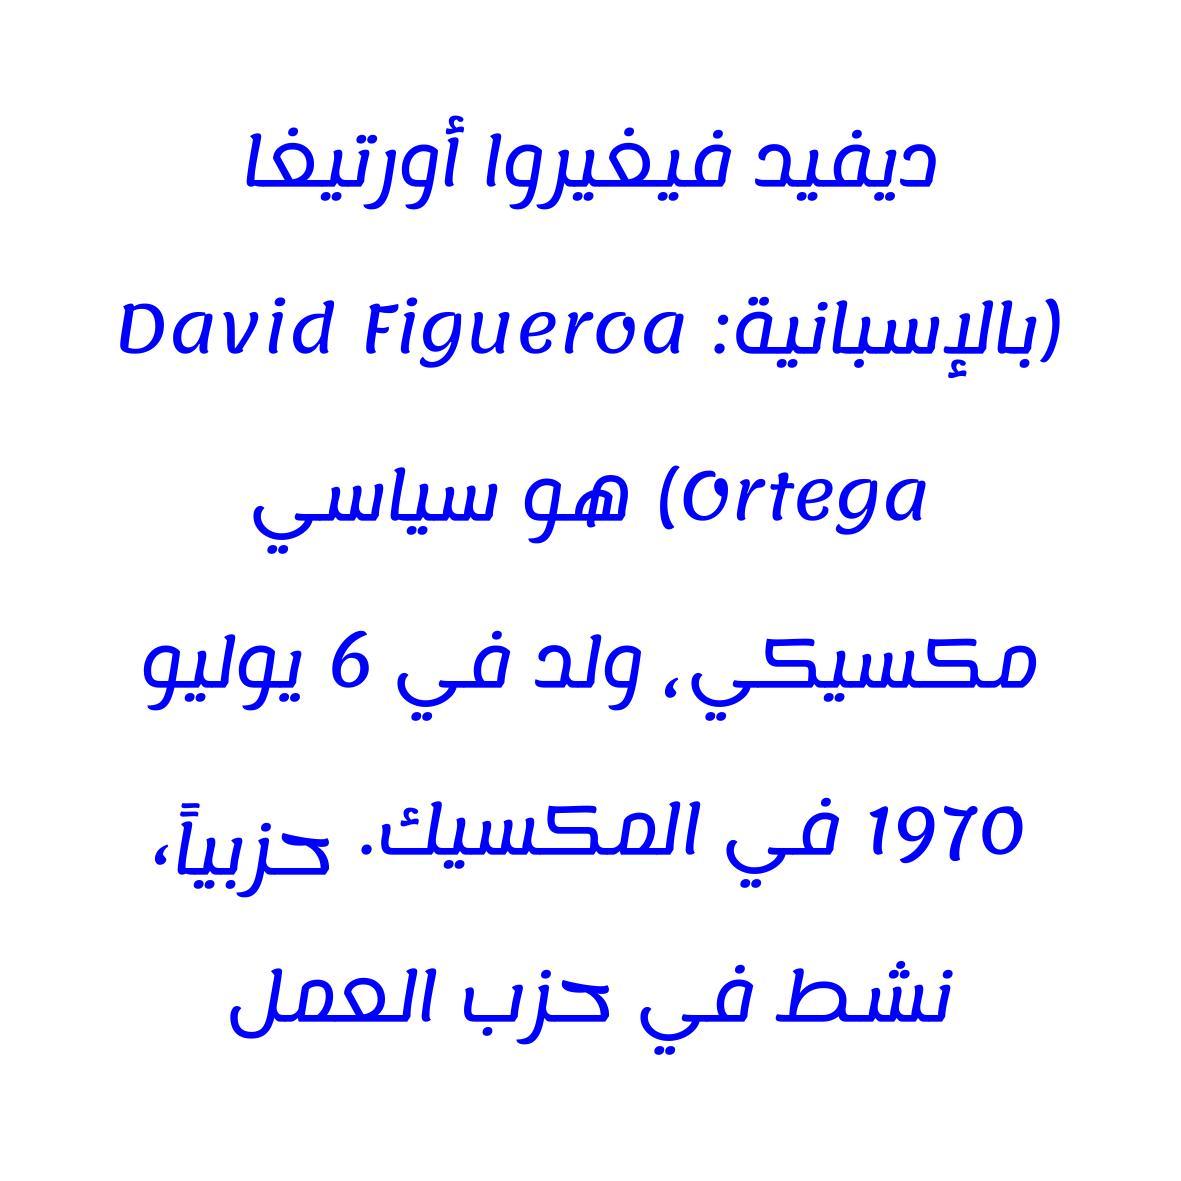 ديفيد فيغيروا أورتيغا
(بالإسبانية: David Figueroa
Ortega) هو سياسي
مكسيكي، ولد في 6 يوليو
1970 في المكسيك. حزبياً،
نشط في حزب العمل